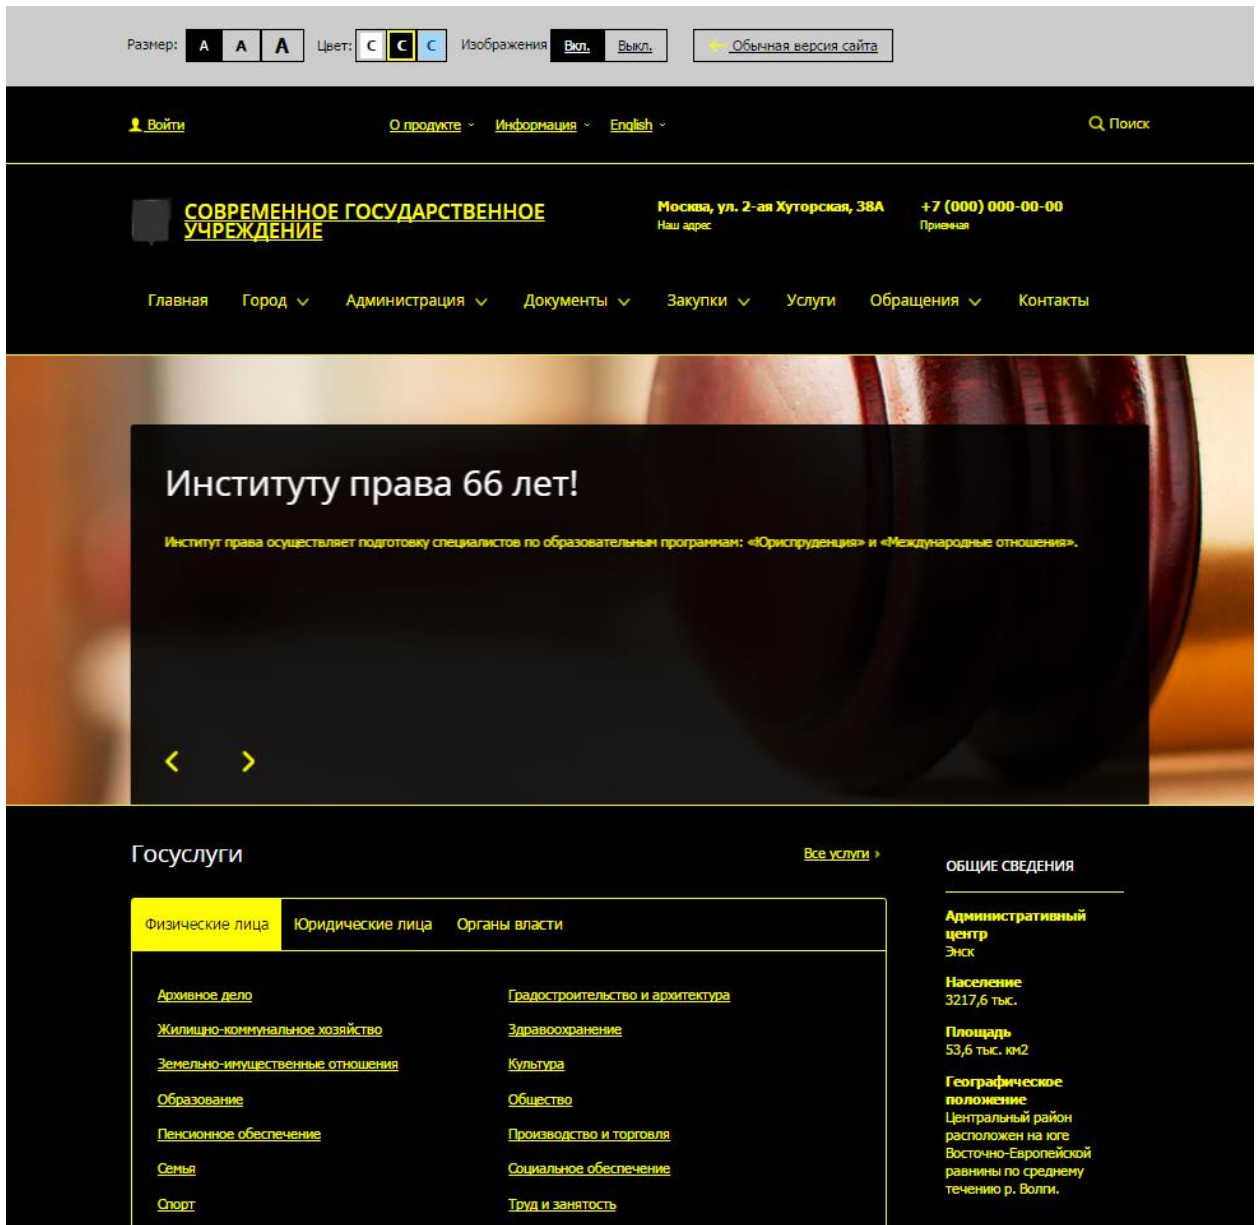 Размер: А А А Цвет: С С С Изображения Вкл. Выкл. ← Обычная версия сайта
Войти О продукте Информация English Поиск
СОВРЕМЕННОЕ ГОСУДАРСТВЕННОЕ
УЧРЕЖДЕНИЕ
Москва, ул. 2-ая Хуторская, 38А
Наш адрес
+7 (000) 000-00-00
Приемная
Главная Город Администрация Документы Закупки Услуги Обращения Контакты
Институту права 66 лет!
Институт права осуществляет подготовку специалистов по образовательным программам: «Юриспруденция» и «Международные отношения».
Госуслуги
Все услуги ›
Физические лица Юридические лица Органы власти
Архивное дело
Жилищно-коммунальное хозяйство
Земельно-имущественные отношения
Образование
Пенсионное обеспечение
Семья
Спорт
Градостроительство и архитектура
Здравоохранение
Культура
Общество
Производство и торговля
Социальное обеспечение
Труд и занятость
ОБЩИЕ СВЕДЕНИЯ
Административный
центр
Энск
Население
3217,6 тыс.
Площадь
53,6 тыс. км2
Географическое
положение
Центральный район
расположен на юге
Восточно-Европейской
равнины по среднему
течению р. Волги.